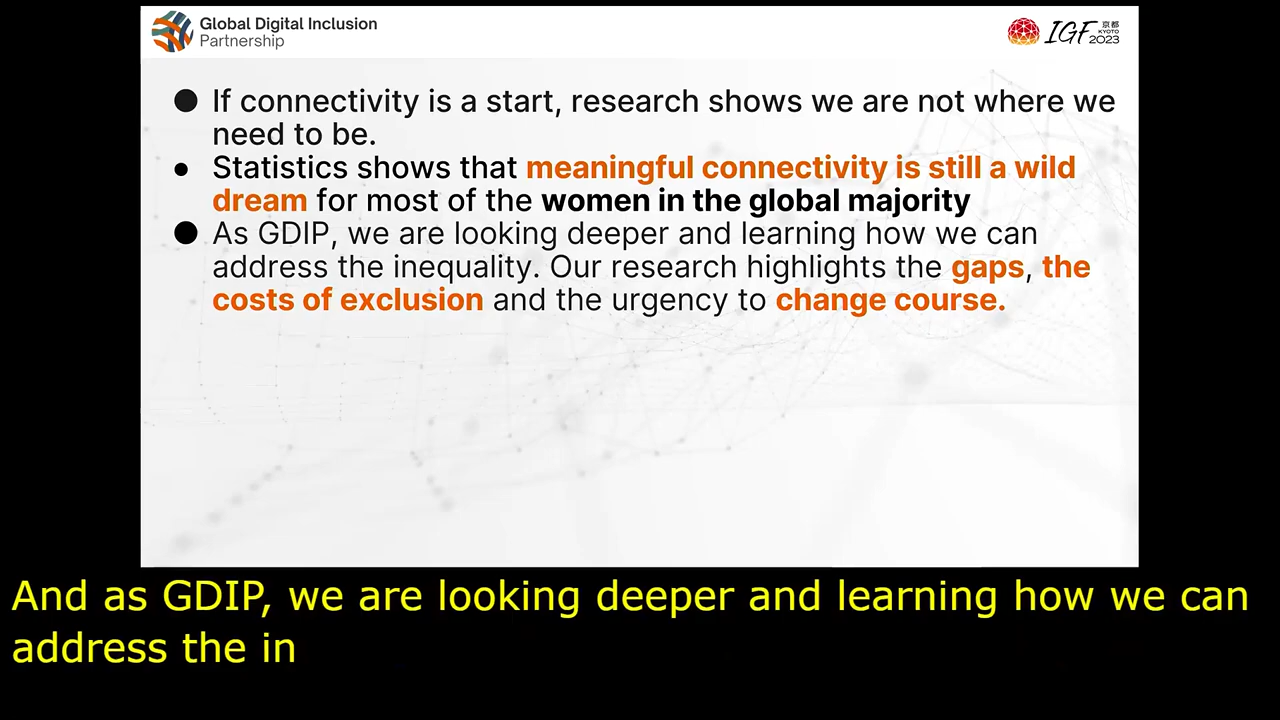 Global Digital Inclusion
Partnership
IGF 京都
KYOTO
2023
● If connectivity is a start, research shows we are not where we
need to be.
● Statistics shows that meaningful connectivity is still a wild
dream for most of the women in the global majority
● As GDIP, we are looking deeper and learning how we can
address the inequality. Our research highlights the gaps, the
costs of exclusion and the urgency to change course.
And as GDIP, we are looking deeper and learning how we can
address the in